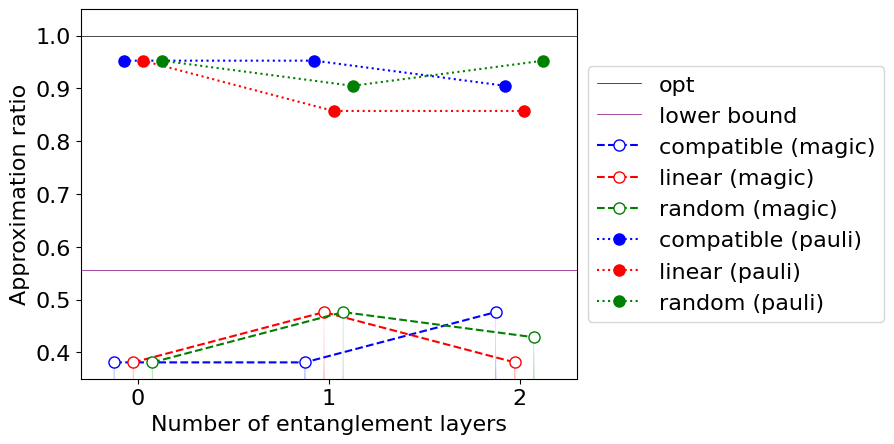 1.0
0.9
0.8
0.7
0.6
0.5
0.4
Approximation ratio
0
1
2
Number of entanglement layers
opt
lower bound
compatible (magic)
linear (magic)
random (magic)
compatible (pauli)
linear (pauli)
random (pauli)